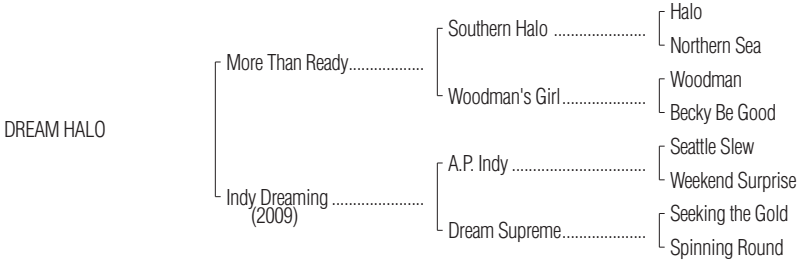 Halo
Southern Halo ......................
Northern Sea
More Than Ready..................
Woodman
Woodman's Girl....................
Becky Be Good
DREAM HALO
Seattle Slew
A.P. Indy ...............................
Weekend Surprise
Indy Dreaming ......................
(2009)
Seeking the Gold
Dream Supreme....................
Spinning Round